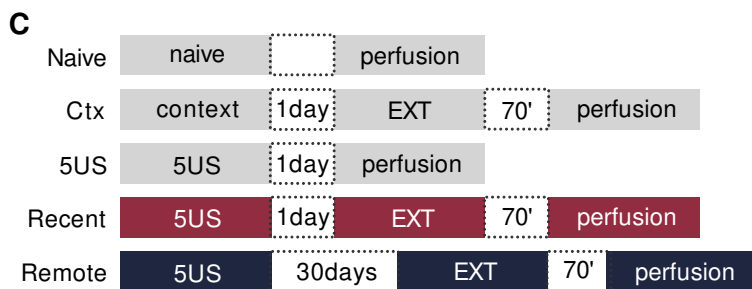 C
Naive naive perfusion
Ctx context 1day EXT 70' perfusion
5US 5US 1day perfusion
Recent 5US 1day EXT 70' perfusion
Remote 5US 30days EXT 70' perfusion